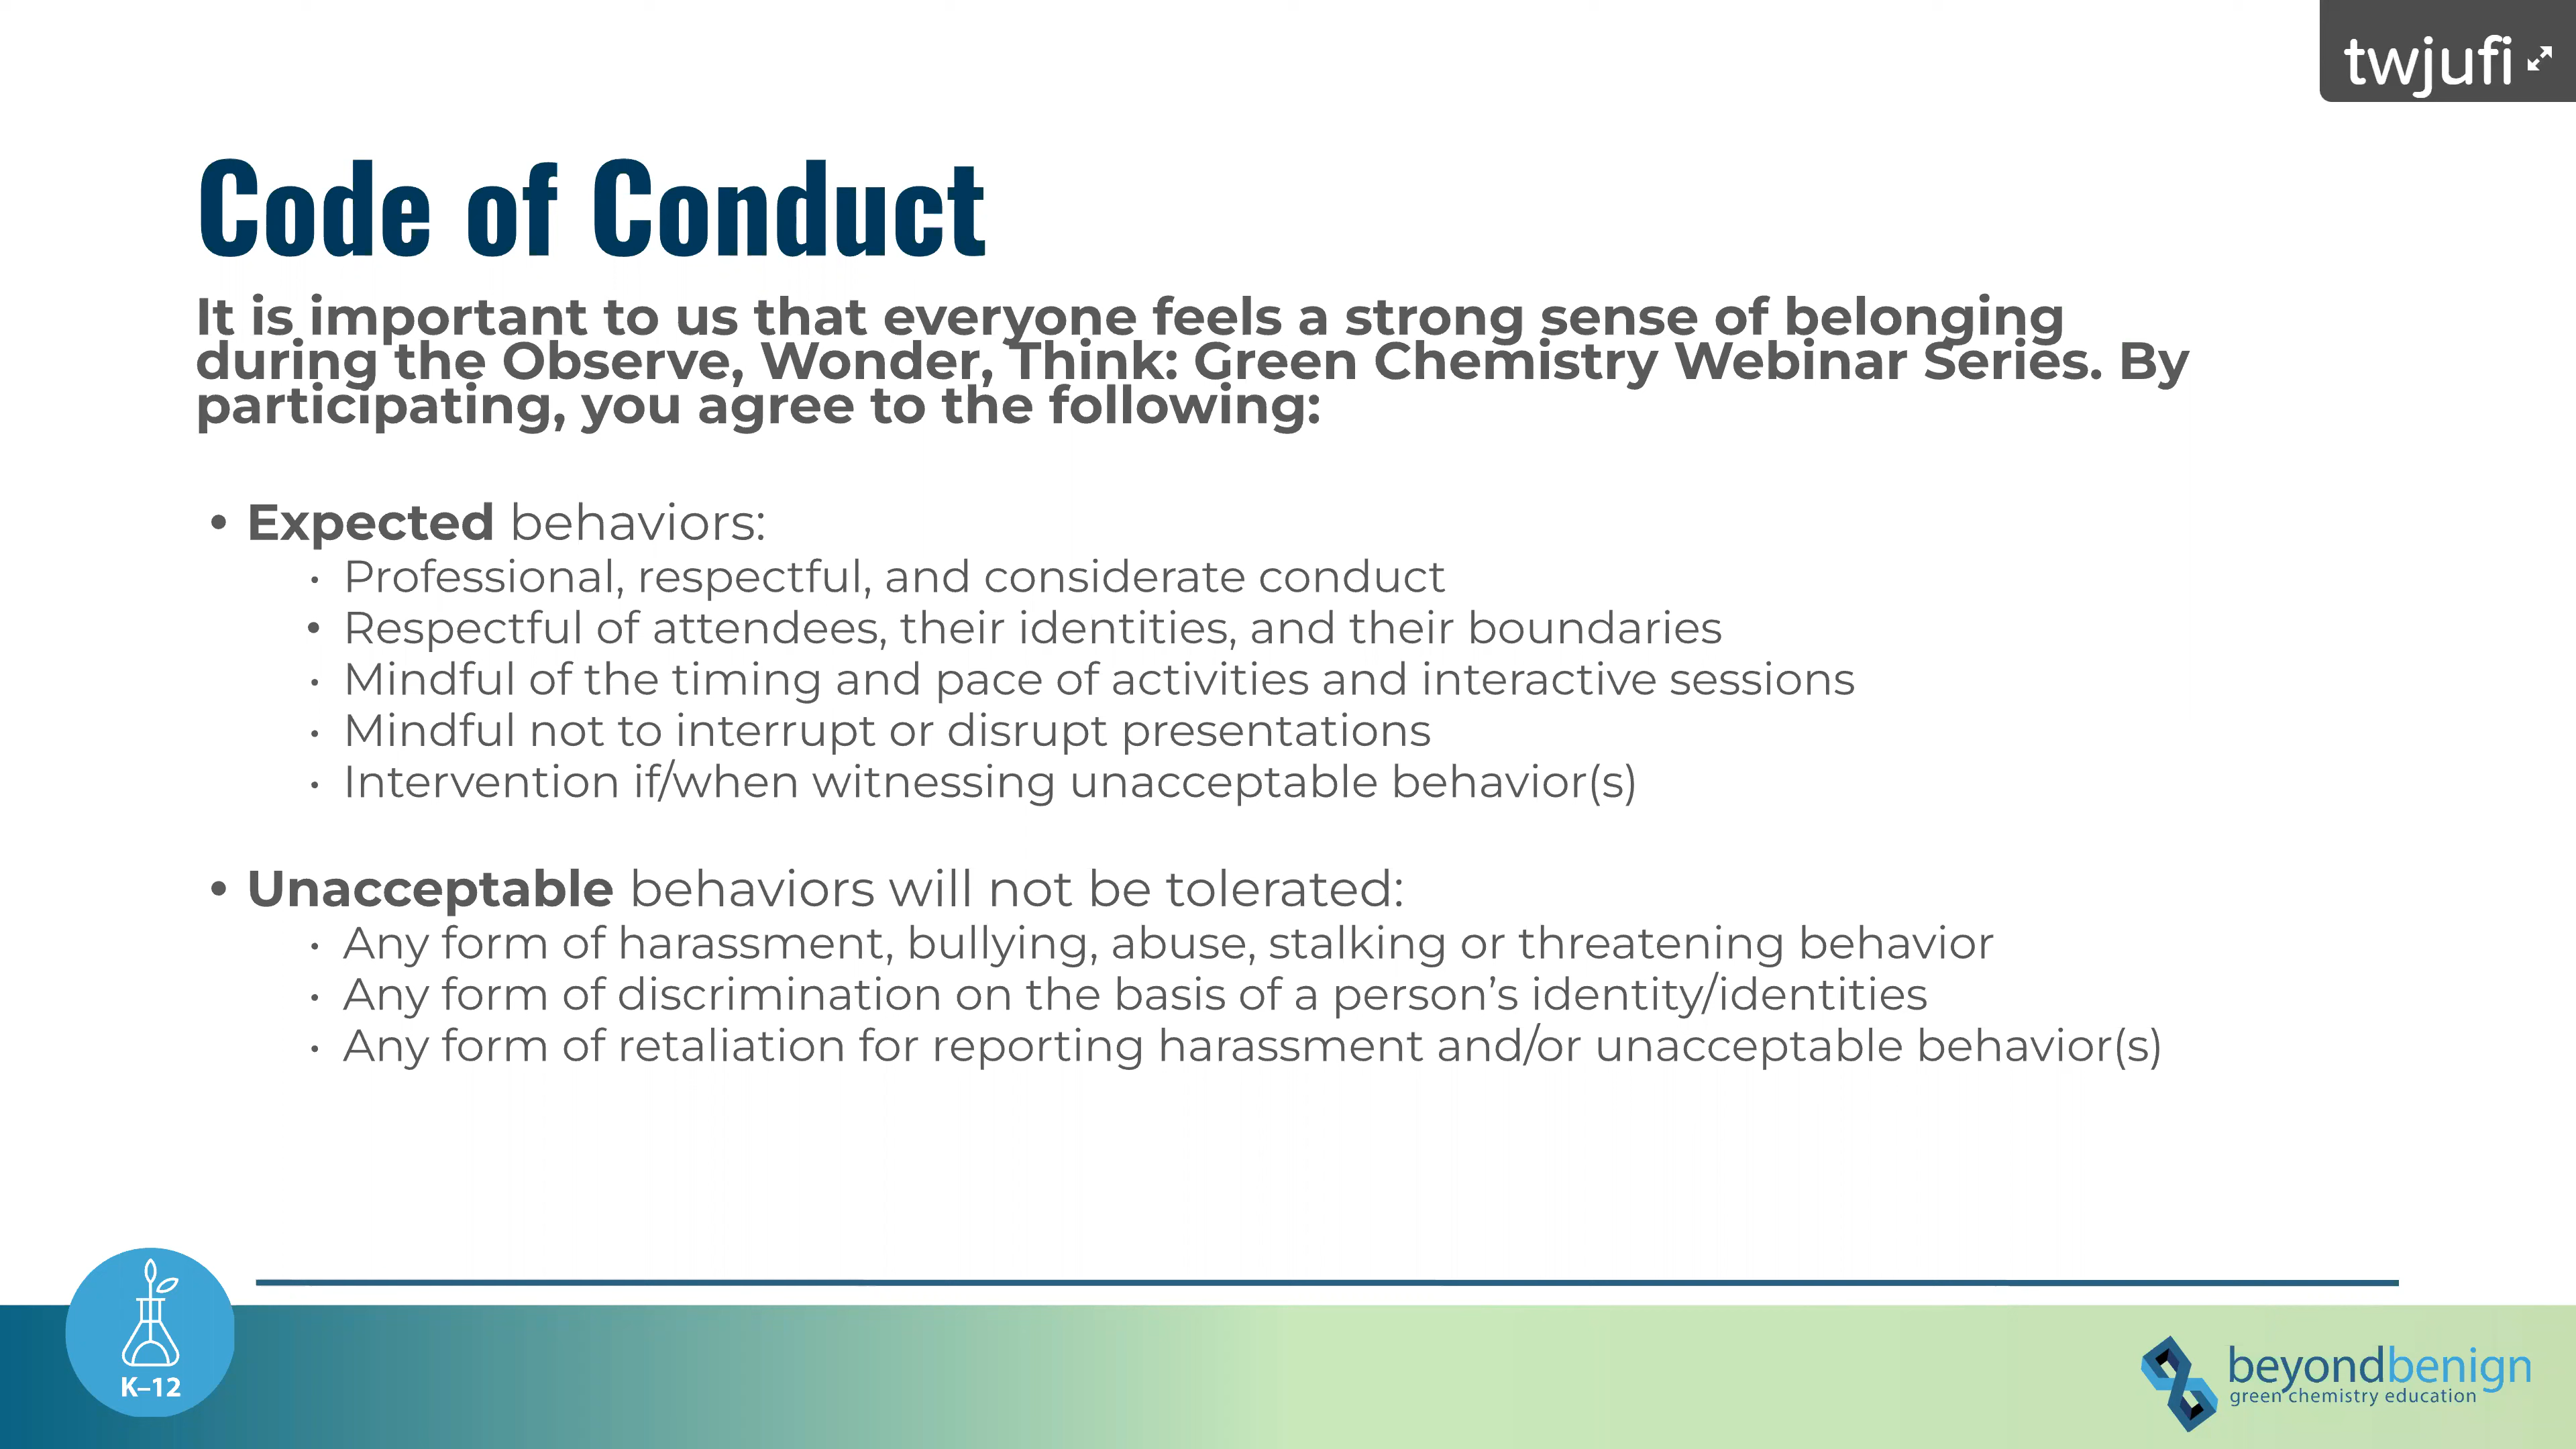 twjufi
Code of Conduct
It is important to us that everyone feels a strong sense of belonging
during the Observe, Wonder, Think: Green Chemistry Webinar Series. By
participating, you agree to the following:
• Expected behaviors:
• Professional, respectful, and considerate conduct
• Respectful of attendees, their identities, and their boundaries
• Mindful of the timing and pace of activities and interactive sessions
• Mindful not to interrupt or disrupt presentations
• Intervention if/when witnessing unacceptable behavior(s)
• Unacceptable behaviors will not be tolerated:
• Any form of harassment, bullying, abuse, stalking or threatening behavior
• Any form of discrimination on the basis of a person’s identity/identities
• Any form of retaliation for reporting harassment and/or unacceptable behavior(s)
K–12
beyondbenign
green chemistry education